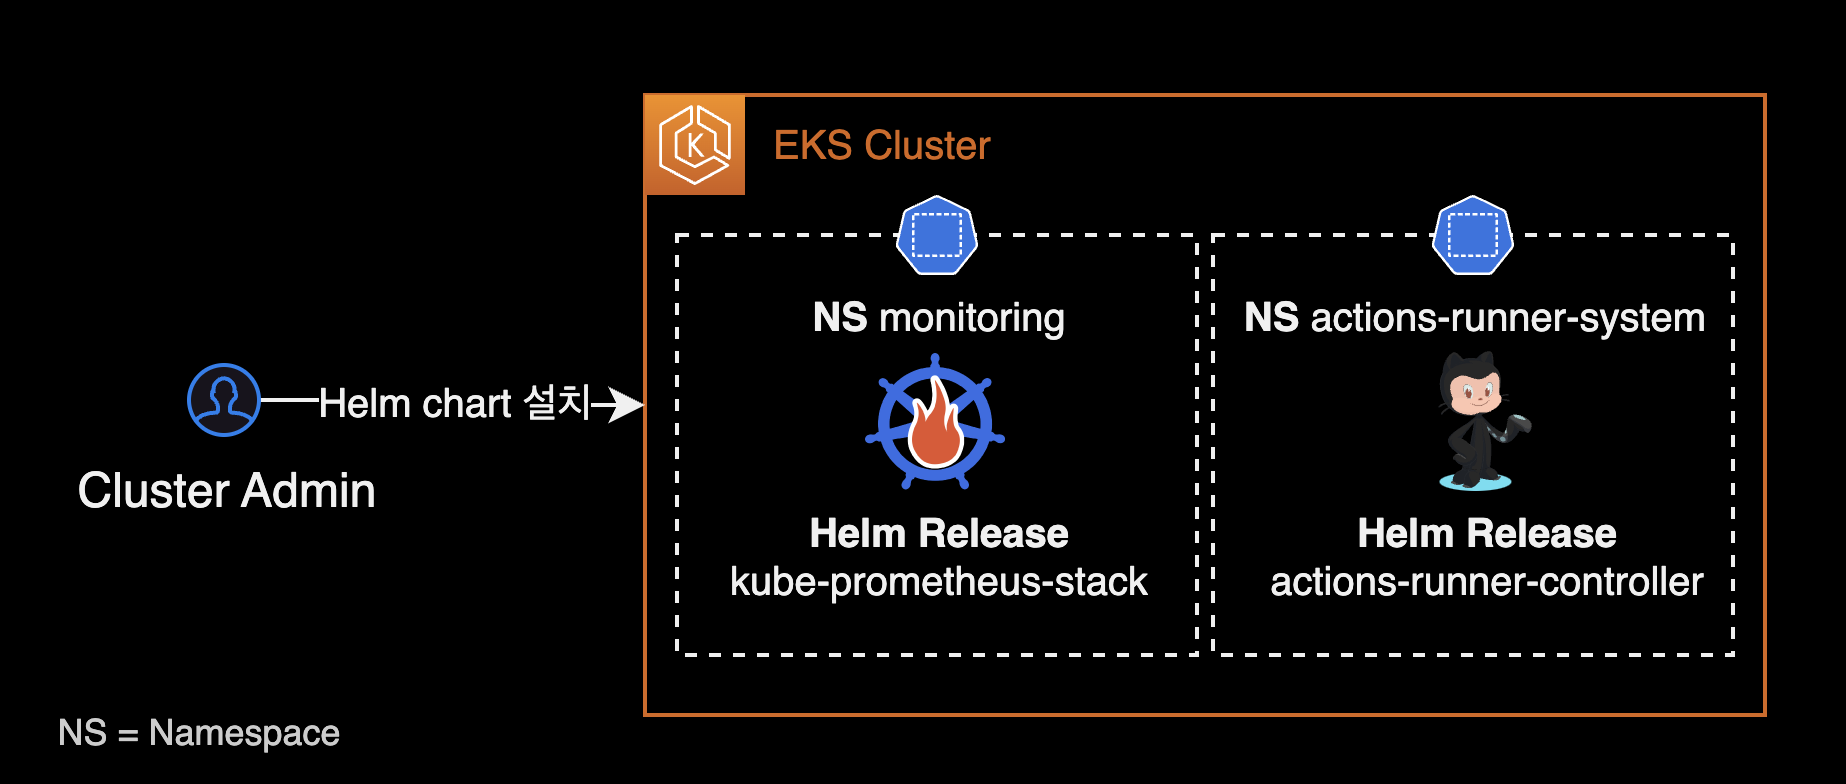 K
EKS Cluster
NS monitoring
NS actions-runner-system
Helm chart 설치
Cluster Admin
Helm Release
kube-prometheus-stack
Helm Release
actions-runner-controller
NS = Namespace